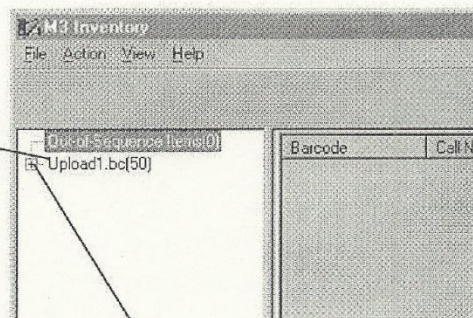 M3 Inventory
File Action View Help
Out-of-Sequence Items(0)
Upload1.bc(50)
Barcode
Call N